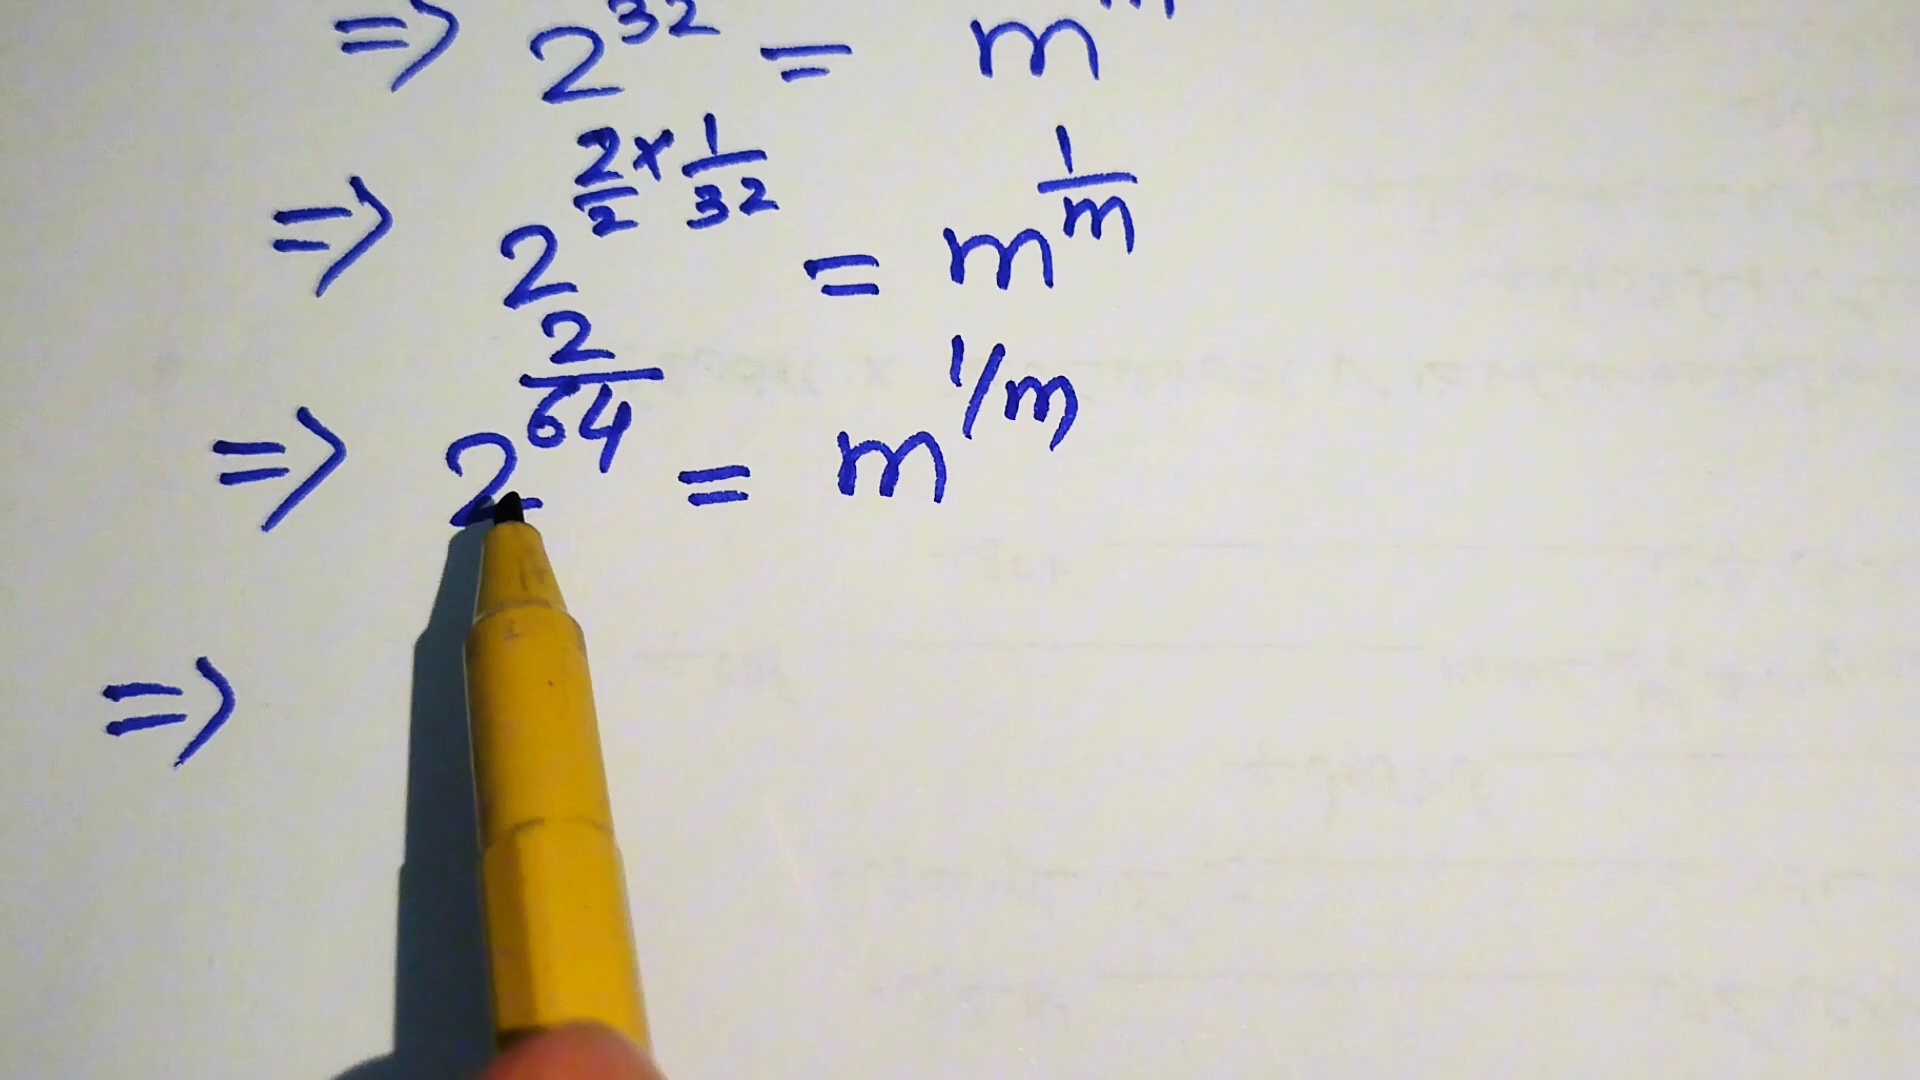 => 2^32 = m^m
=> 2^(2/2 × 1/32) = m^(1/m)
=> 2^(2/64) = m^(1/m)
=>